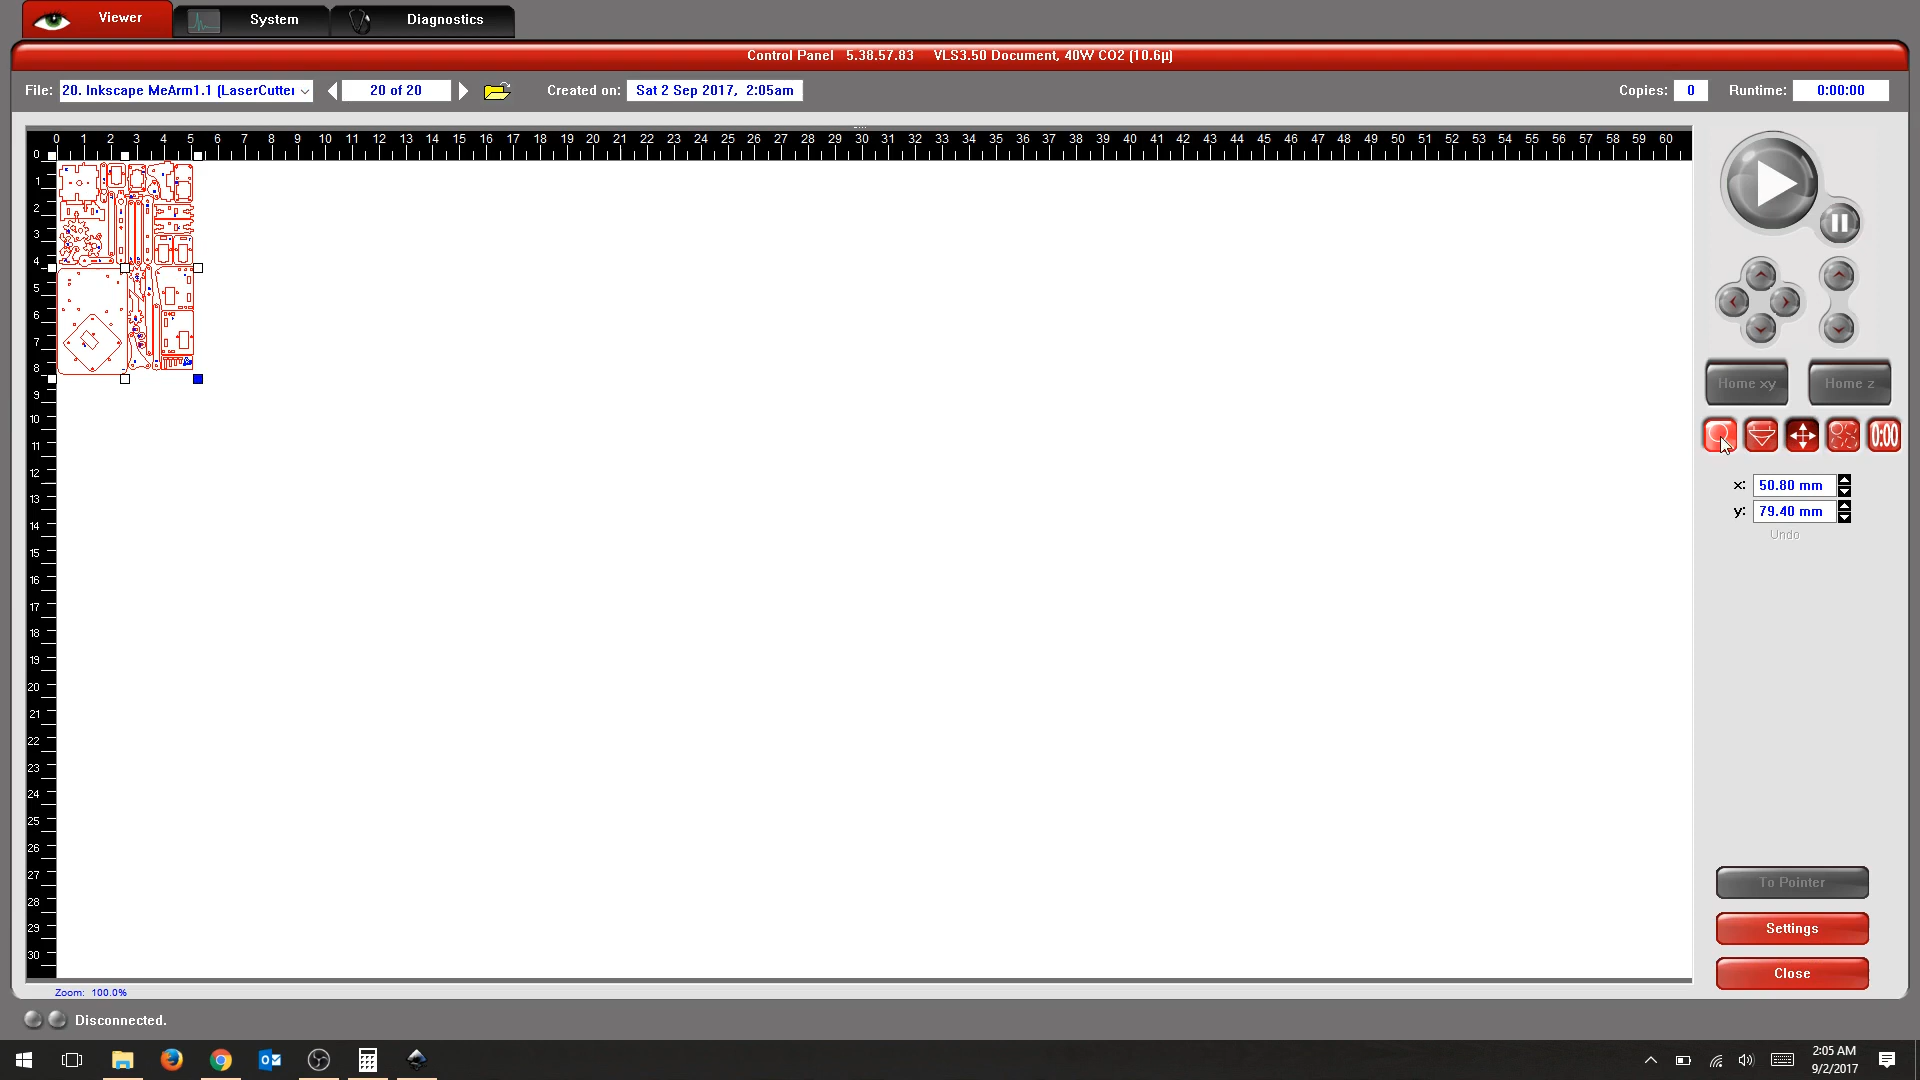 Viewer
System
Diagnostics
Control Panel 5.38.57.83 VLS3.50 Document, 40W CO2 (10.6µ)
File: 20. Inkscape MeArm1.1 (LaserCutter 20 of 20 Created on: Sat 2 Sep 2017, 2:05am Copies: 0 Runtime: 0:00:00
0 1 2 3 4 5 6 7 8 9 10 11 12 13 14 15 16 17 18 19 20 21 22 23 24 25 26 27 28 29 30 31 32 33 34 35 36 37 38 39 40 41 42 43 44 45 46 47 48 49 50 51 52 53 54 55 56 57 58 59 60
0
1
2
3
4
5
6
7
8
9
10
11
12
13
14
15
16
17
18
19
20
21
22
23
24
25
26
27
28
29
30
Home xy
Home z
0:00
x: 50.80 mm
y: 79.40 mm
Undo
To Pointer
Settings
Close
Zoom: 100.0%
Disconnected.
2:05 AM
9/2/2017